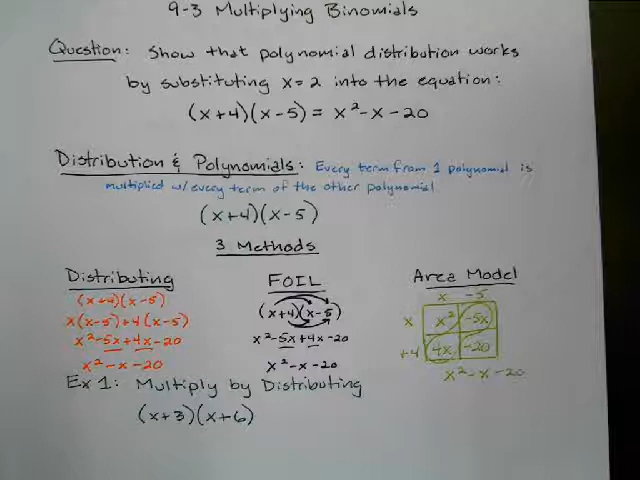 9-3 Multiplying Binomials
Question: Show that polynomial distribution works
by substituting x = 2 into the equation:
(x+4)(x-5) = x² - x - 20
Distribution & Polynomials: Every term from 1 polynomial is
multiplied w/ every term of the other polynomial
(x+4)(x-5)
3 Methods
Distributing
(x+4)(x-5)
x(x-5)+4(x-5)
x²-5x+4x-20
x² - x - 20
FOIL
(x+4)(x-5)
x²-5x+4x-20
x² - x - 20
Area Model
x -5
x x² -5x
+4 4x -20
x² - x - 20
Ex 1: Multiply by Distributing
(x+3)(x+6)